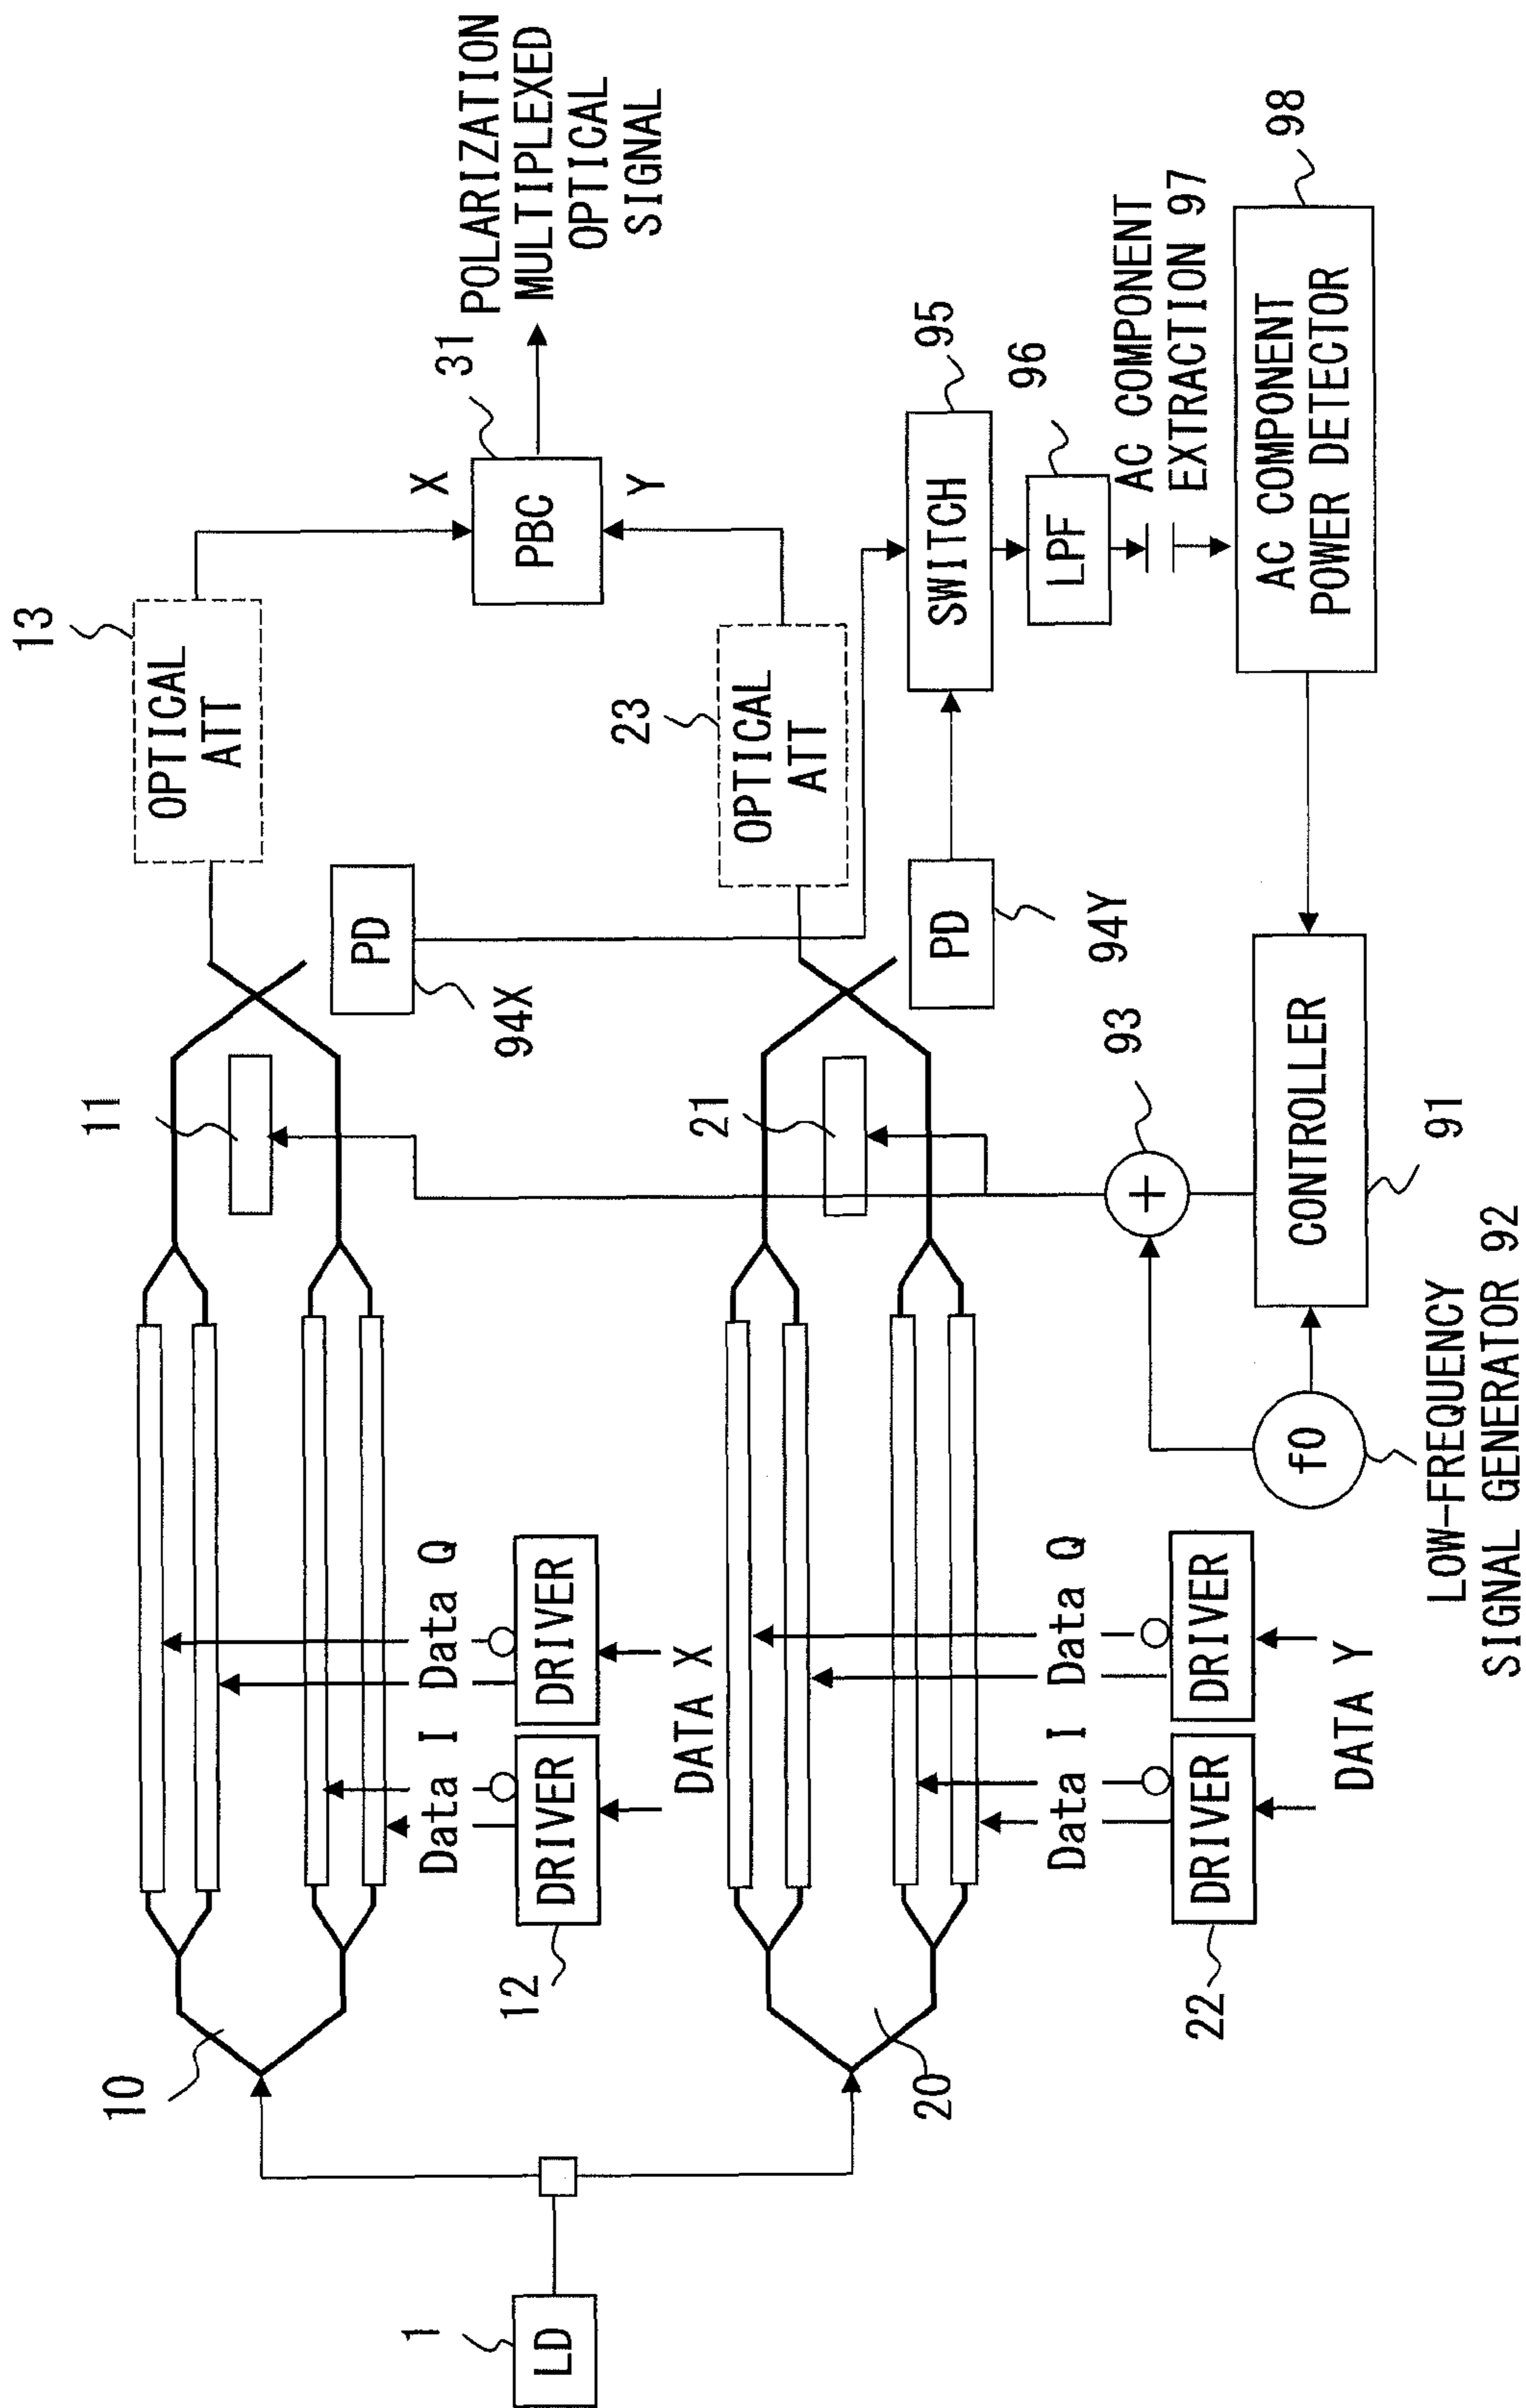 1
LD
10
11
13
OPTICAL
ATT
PD
94X
X
31
PBC
Y
POLARIZATION
MULTIPLEXED
OPTICAL
SIGNAL
Data I
Data Q
12
DRIVER
DRIVER
DATA X
20
21
23
OPTICAL
ATT
PD
94Y
95
SWITCH
96
LPF
AC COMPONENT
EXTRACTION 97
98
AC COMPONENT
POWER DETECTOR
Data I
Data Q
22
DRIVER
DRIVER
DATA Y
93
+
CONTROLLER
91
f0
LOW-FREQUENCY
SIGNAL GENERATOR 92